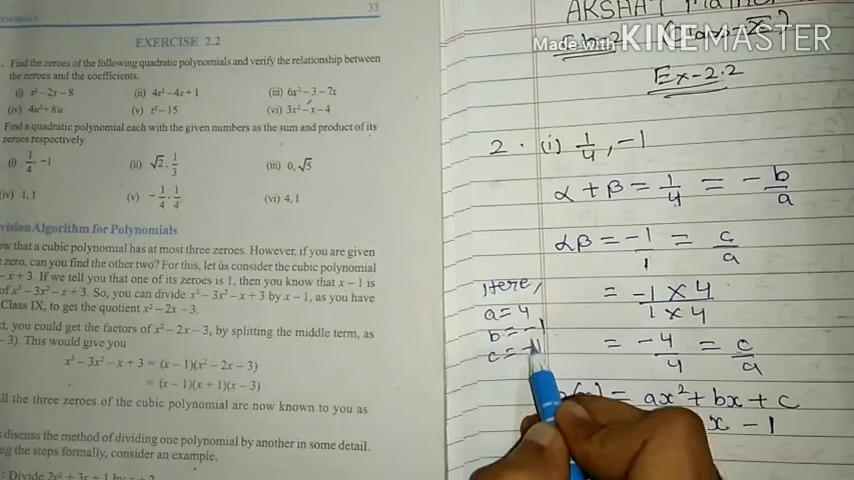 33
EXERCISE 2.2
. Find the zeroes of the following quadratic polynomials and verify the relationship between
the zeroes and the coefficients.
(i) x² – 2x – 8 (ii) 4s² – 4s + 1 (iii) 6x² – 3 – 7x
(iv) 4u² + 8u (v) t² – 15 (vi) 3x² – x – 4
Find a quadratic polynomial each with the given numbers as the sum and product of its
zeroes respectively.
(i) 1/4, –1 (ii) √2, 1/3 (iii) 0, √5
(iv) 1, 1 (v) –1/4, 1/4 (vi) 4, 1
vision Algorithm for Polynomials
ow that a cubic polynomial has at most three zeroes. However, if you are given
e zero, can you find the other two? For this, let us consider the cubic polynomial
– x + 3. If we tell you that one of its zeroes is 1, then you know that x – 1 is
of x³ – 3x² – x + 3. So, you can divide x³ – 3x² – x + 3 by x – 1, as you have
Class IX, to get the quotient x² – 2x – 3.
ct, you could get the factors of x² – 2x – 3, by splitting the middle term, as
– 3). This would give you
x³ – 3x² – x + 3 = (x – 1)(x² – 2x – 3)
= (x – 1)(x + 1)(x – 3)
ll the three zeroes of the cubic polynomial are now known to you as
s discuss the method of dividing one polynomial by another in some detail.
ng the steps formally, consider an example.
: Divide 2x² + 3x + 1 by x + 2
AKSHAT
Made with KINEMASTER
Ex-2.2
2. (i) 1/4, -1
α + β = 1/4 = - b/a
αβ = -1/1 = c/a
= -1 × 4 / 1 × 4
= -4/4 = c/a
Here,
a = 4
b = -1
= ax² + bx + c
x - 1